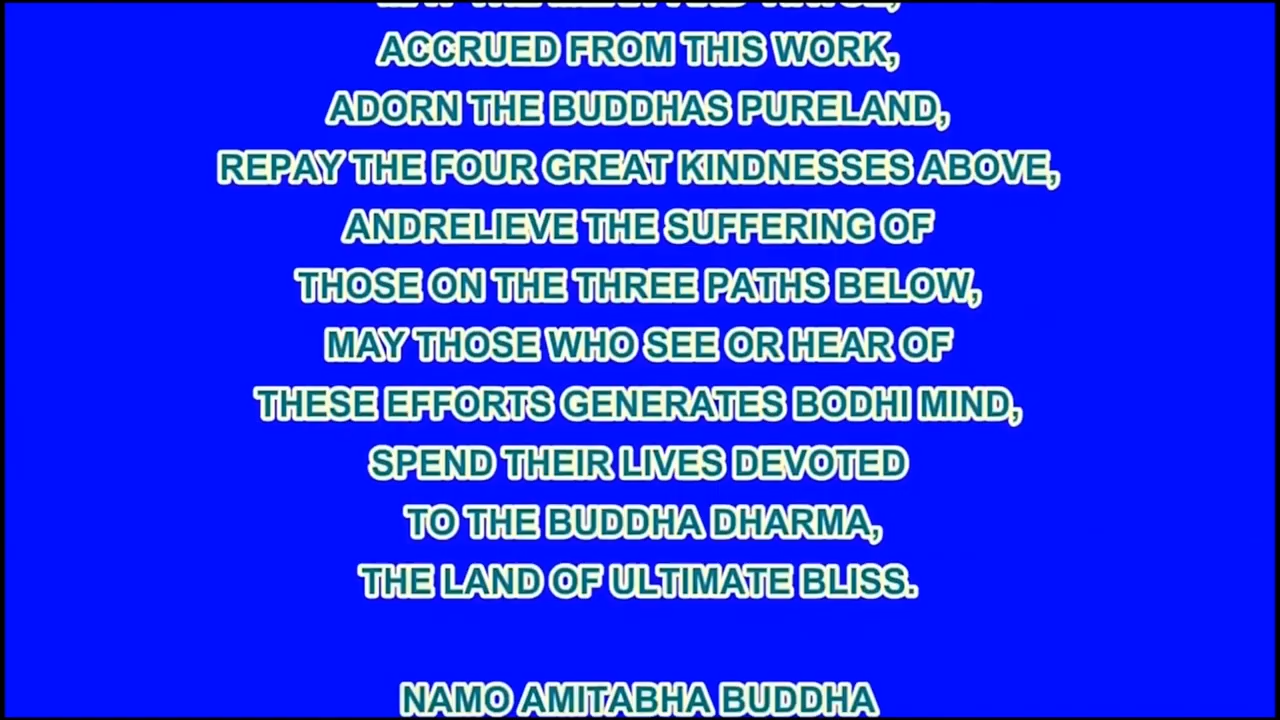 ACCRUED FROM THIS WORK,
ADORN THE BUDDHAS PURELAND,
REPAY THE FOUR GREAT KINDNESSES ABOVE,
ANDRELIEVE THE SUFFERING OF
THOSE ON THE THREE PATHS BELOW,
MAY THOSE WHO SEE OR HEAR OF
THESE EFFORTS GENERATES BODHI MIND,
SPEND THEIR LIVES DEVOTED
TO THE BUDDHA DHARMA,
THE LAND OF ULTIMATE BLISS.
NAMO AMITABHA BUDDHA